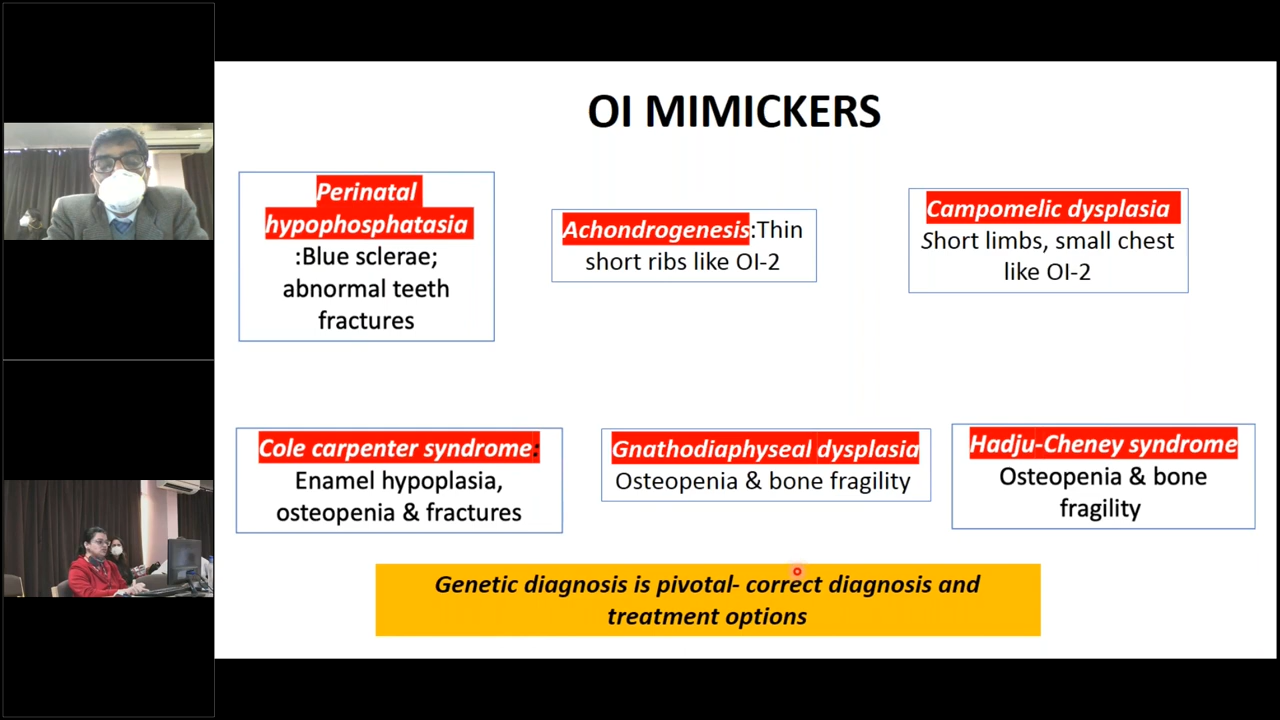 OI MIMICKERS
Perinatal
hypophosphatasia
:Blue sclerae;
abnormal teeth
fractures
Achondrogenesis:Thin
short ribs like OI-2
Campomelic dysplasia
Short limbs, small chest
like OI-2
Cole carpenter syndrome:
Enamel hypoplasia,
osteopenia & fractures
Gnathodiaphyseal dysplasia
Osteopenia & bone fragility
Hadju-Cheney syndrome
Osteopenia & bone
fragility
Genetic diagnosis is pivotal- correct diagnosis and
treatment options